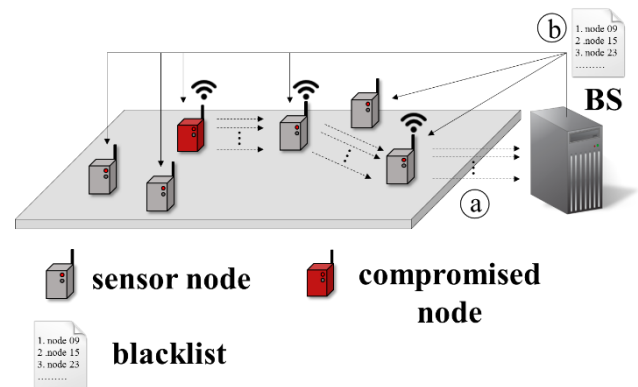 b
1. node 09
2 .node 15
3. node 23
.........
BS
a
sensor node
compromised
node
1. node 09
2 .node 15
3. node 23
.........
blacklist